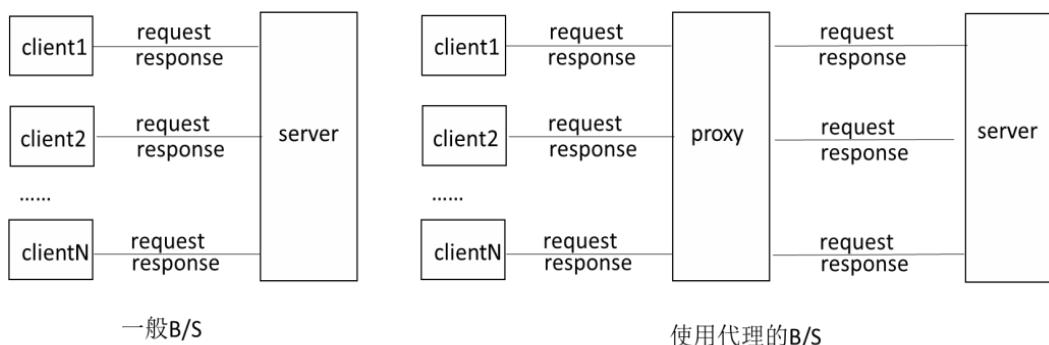 client1
request
response
client2
request
response
server
......
clientN
request
response
一般B/S
client1
request
response
client2
request
response
proxy
......
clientN
request
response
request
response
request
response
request
response
server
使用代理的B/S